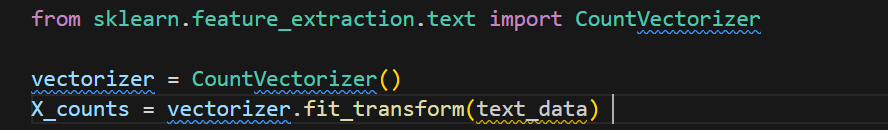 from sklearn.feature_extraction.text import CountVectorizer
vectorizer = CountVectorizer()
X_counts = vectorizer.fit_transform(text_data)